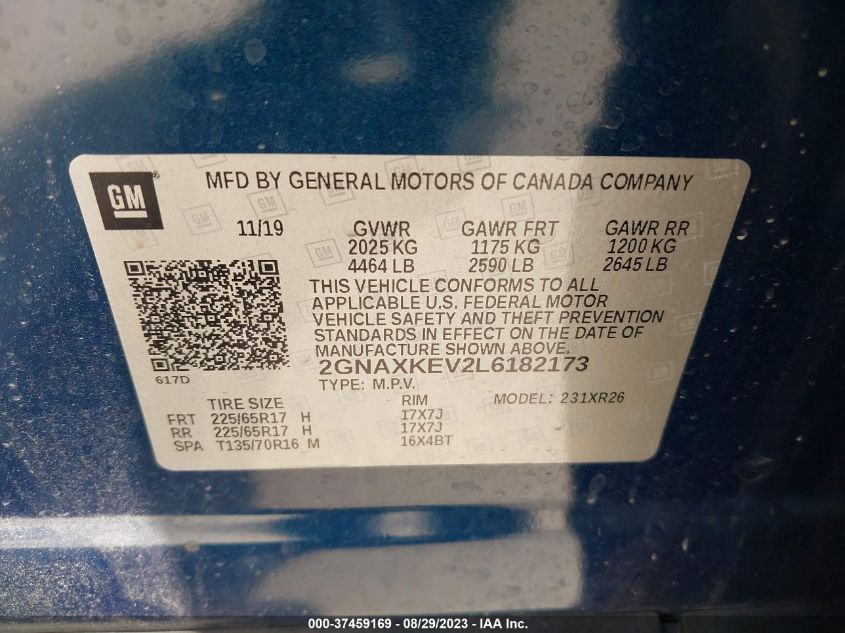 GM
MFD BY GENERAL MOTORS OF CANADA COMPANY
11/19 GVWR GAWR FRT GAWR RR
2025 KG 1175 KG 1200 KG
4464 LB 2590 LB 2645 LB
THIS VEHICLE CONFORMS TO ALL
APPLICABLE U.S. FEDERAL MOTOR
VEHICLE SAFETY AND THEFT PREVENTION
STANDARDS IN EFFECT ON THE DATE OF
MANUFACTURE SHOWN ABOVE.
2GNAXKEV2L6182173
617D
TYPE: M.P.V. MODEL: 231XR26
TIRE SIZE RIM
FRT 225/65R17 H 17X7J
RR 225/65R17 H 17X7J
SPA T135/70R16 M 16X4BT
000-37459169 - 08/29/2023 - IAA Inc.